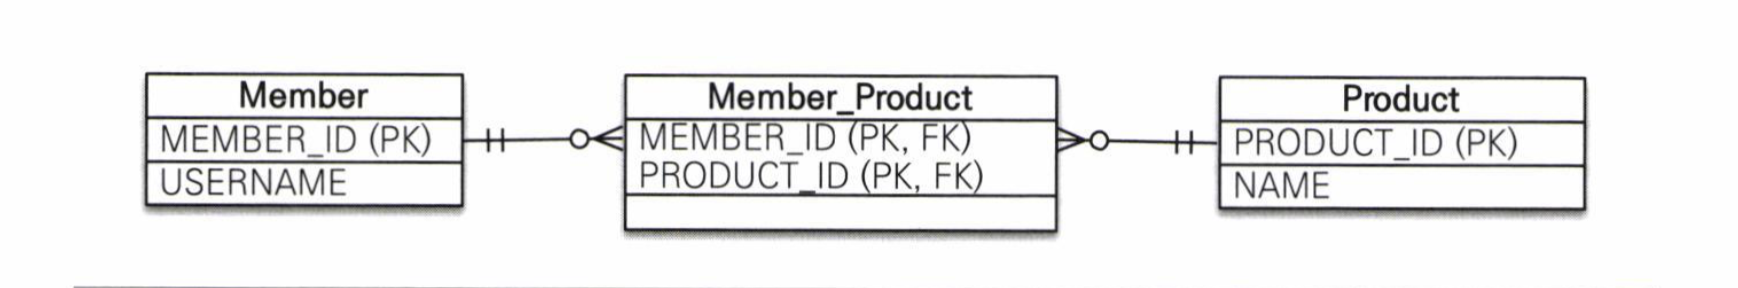 Member
MEMBER_ID (PK)
USERNAME
Member_Product
MEMBER_ID (PK, FK)
PRODUCT_ID (PK, FK)
Product
PRODUCT_ID (PK)
NAME